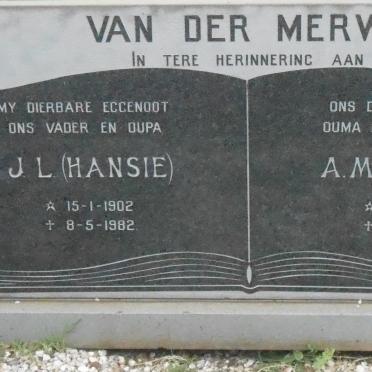 VAN DER MERW
IN TERE HERINNERING AAN
MY DIERBARE EGGENOOT
ONS VADER EN OUPA
J L (HANSIE)
☆ 15-1-1902
✝ 8-5-1982
ONS D
OUMA
A.M